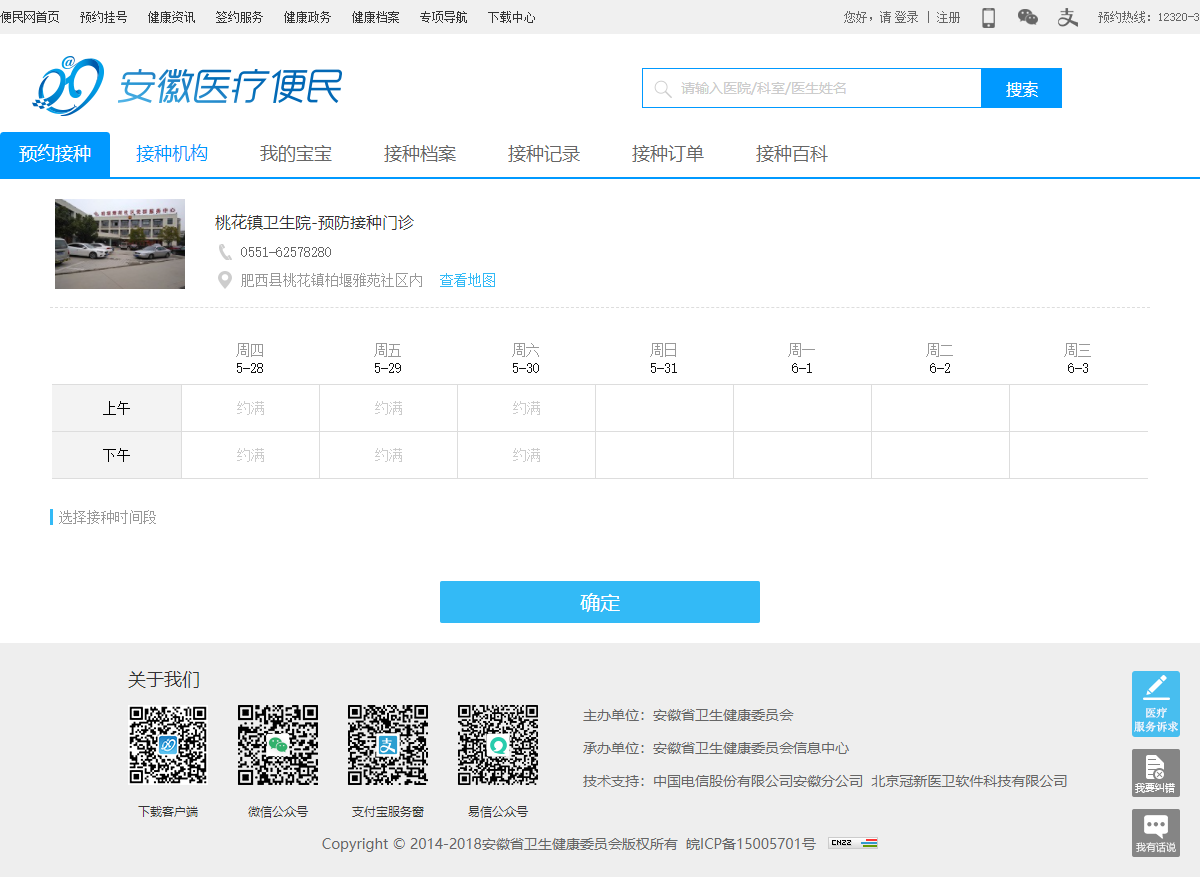 便民网首页 预约挂号 健康资讯 签约服务 健康政务 健康档案 专项导航 下载中心 您好，请 登录 | 注册 预约热线：12320-3
安徽医疗便民
请输入医院/科室/医生姓名 搜索
预约接种 接种机构 我的宝宝 接种档案 接种记录 接种订单 接种百科
桃花镇卫生院-预防接种门诊
0551-62578280
肥西县桃花镇柏堰雅苑社区内 查看地图
周四 周五 周六 周日 周一 周二 周三
5-28 5-29 5-30 5-31 6-1 6-2 6-3
上午 约满 约满 约满
下午 约满 约满 约满
选择接种时间段
确定
关于我们
主办单位：安徽省卫生健康委员会
承办单位：安徽省卫生健康委员会信息中心
技术支持：中国电信股份有限公司安徽分公司 北京冠新医卫软件科技有限公司
下载客户端 微信公众号 支付宝服务窗 易信公众号
Copyright © 2014-2018安徽省卫生健康委员会版权所有 皖ICP备15005701号 CNZZ
医疗
服务诉求
我要纠错
我有话说